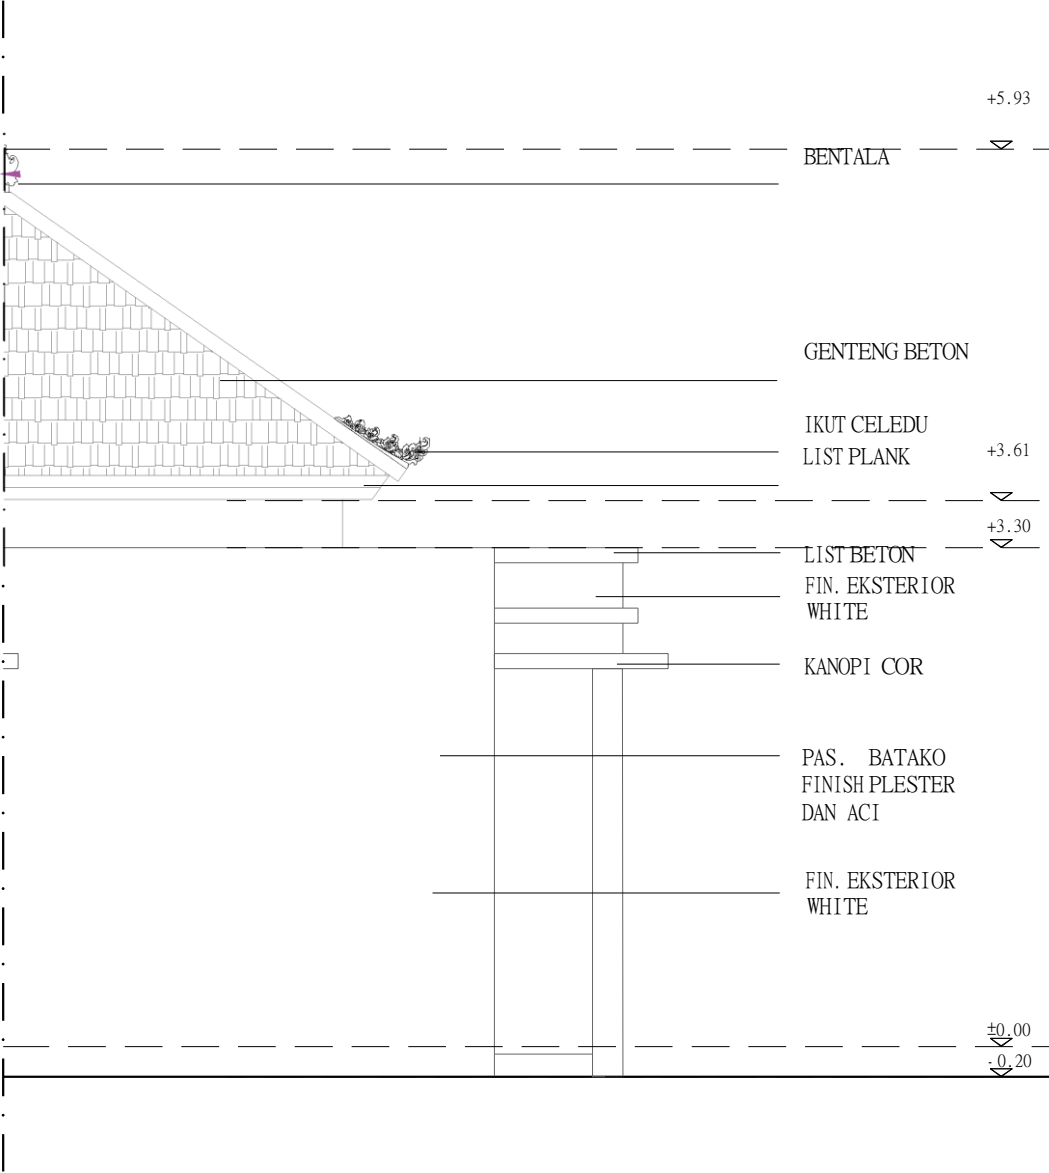 +5.93
BENTALA
GENTENG BETON
IKUT CELEDU
LIST PLANK
+3.61
+3.30
LIST BETON
FIN. EKSTERIOR
WHITE
KANOPI COR
PAS. BATAKO
FINISH PLESTER
DAN ACI
FIN. EKSTERIOR
WHITE
±0.00
-0.20